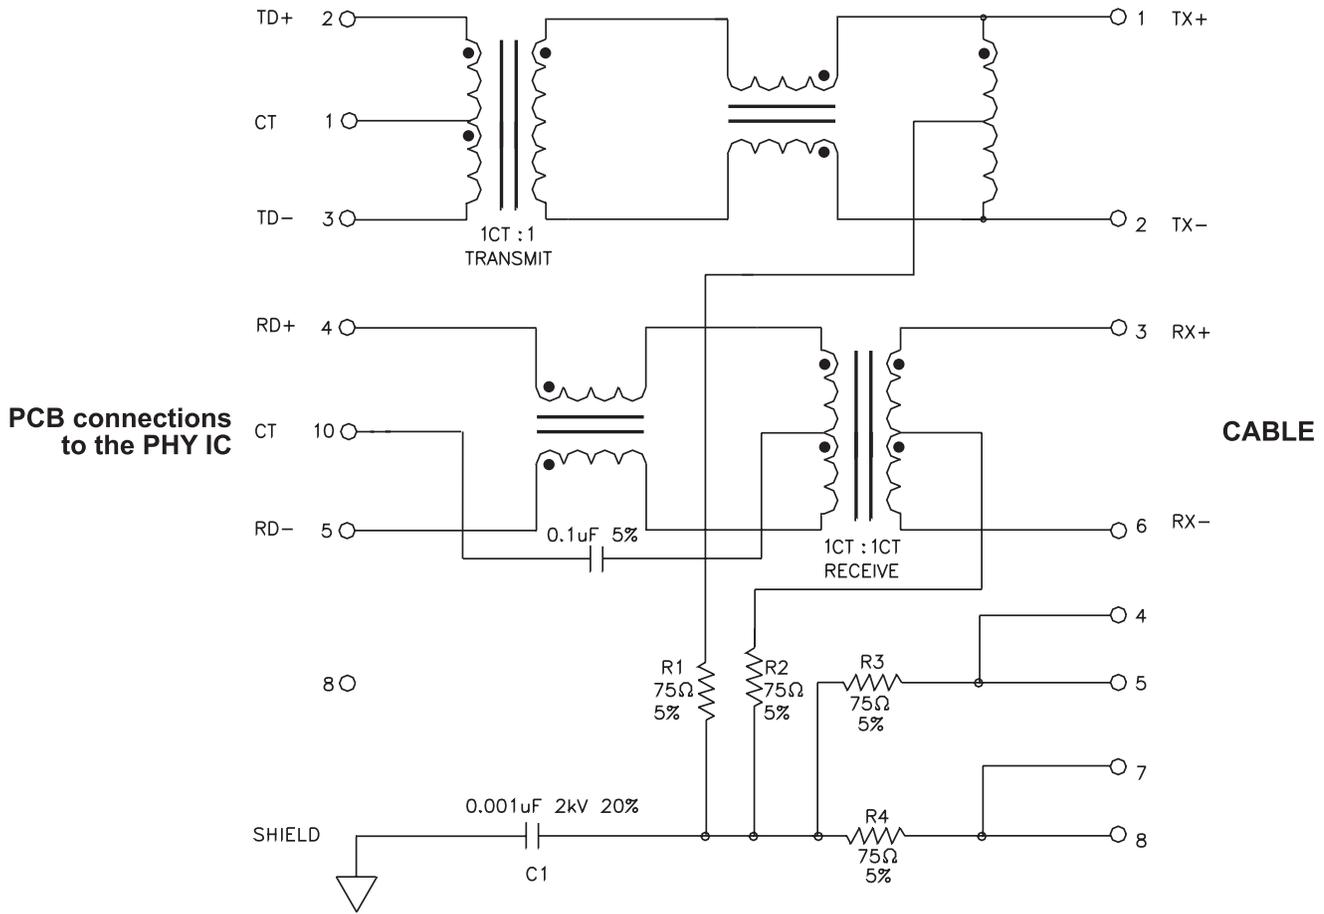 TD+ 2
1 TX+
CT 1
TD- 3
2 TX-
1CT : 1
TRANSMIT
RD+ 4
3 RX+
PCB connections
to the PHY IC
CT 10
CABLE
RD- 5
0.1uF 5%
6 RX-
1CT : 1CT
RECEIVE
4
R1
75Ω
5%
R2
75Ω
5%
R3
75Ω
5%
8
5
7
0.001uF 2kV 20%
SHIELD
C1
R4
75Ω
5%
8